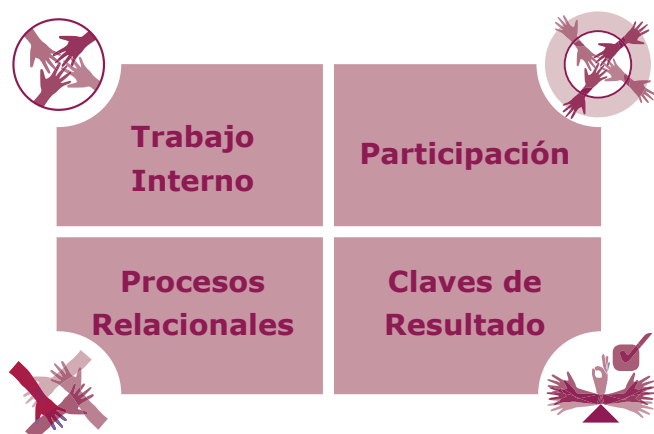 Trabajo
Interno
Participación
Procesos
Relacionales
Claves de
Resultado